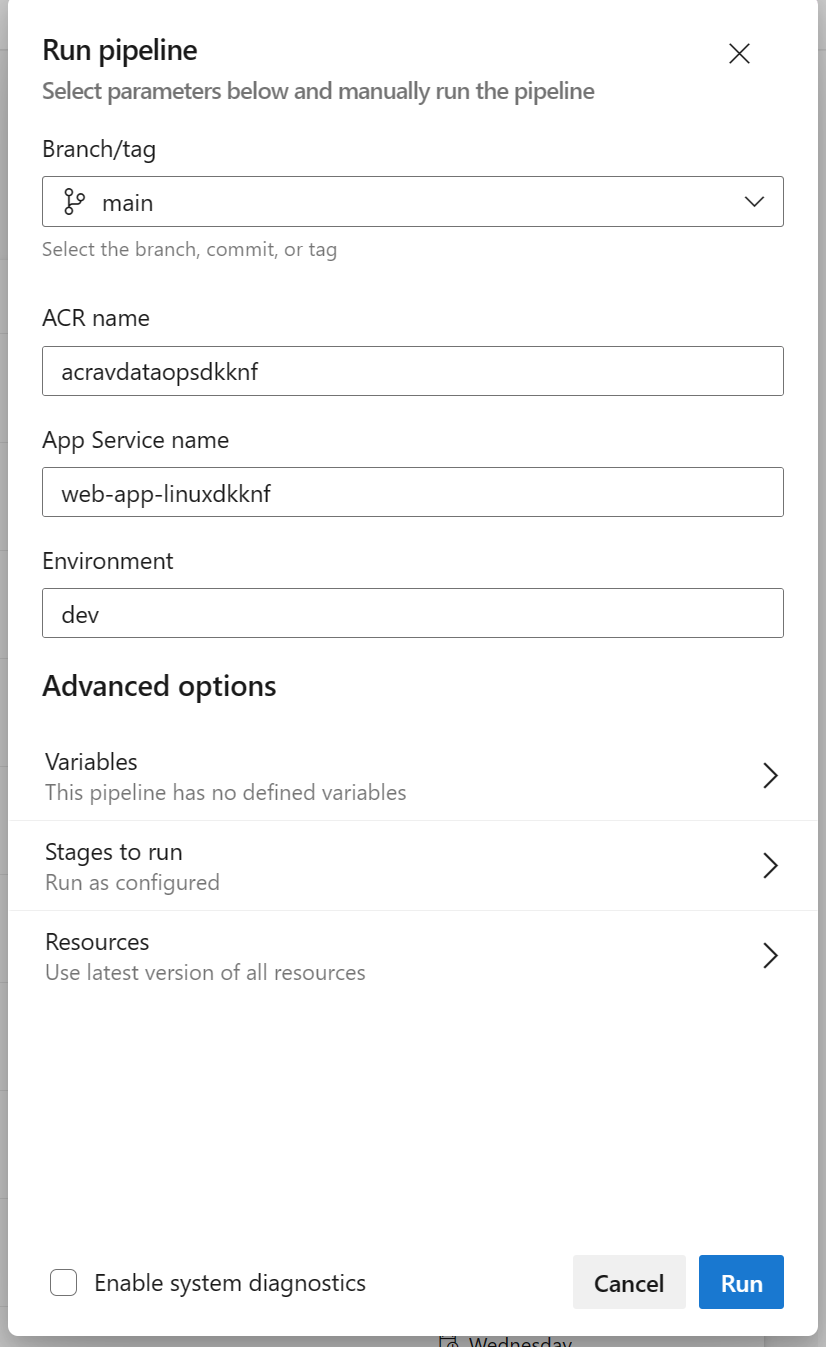 Run pipeline
Select parameters below and manually run the pipeline
Branch/tag
main
Select the branch, commit, or tag
ACR name
acravdataopsdkknf
App Service name
web-app-linuxdkknf
Environment
dev
Advanced options
Variables
This pipeline has no defined variables
Stages to run
Run as configured
Resources
Use latest version of all resources
Enable system diagnostics
Cancel
Run
Wednesday